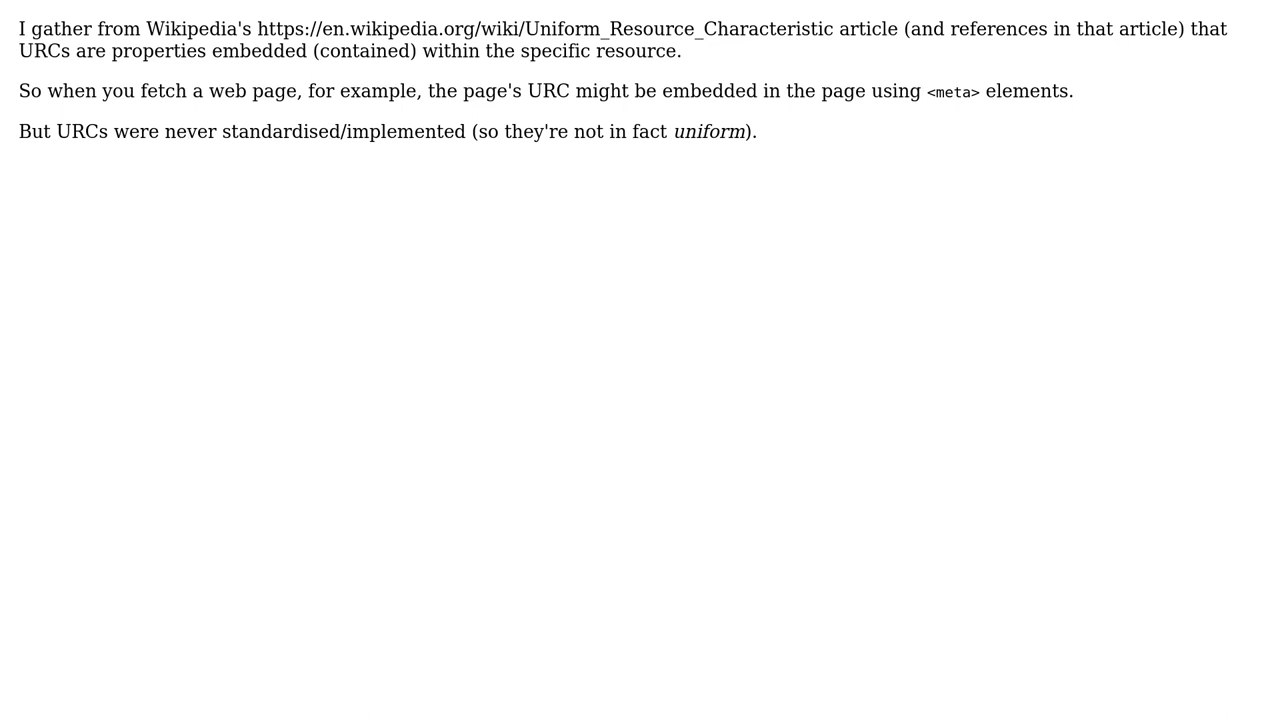 I gather from Wikipedia's https://en.wikipedia.org/wiki/Uniform_Resource_Characteristic article (and references in that article) that
URCs are properties embedded (contained) within the specific resource.
So when you fetch a web page, for example, the page's URC might be embedded in the page using <meta> elements.
But URCs were never standardised/implemented (so they're not in fact uniform).